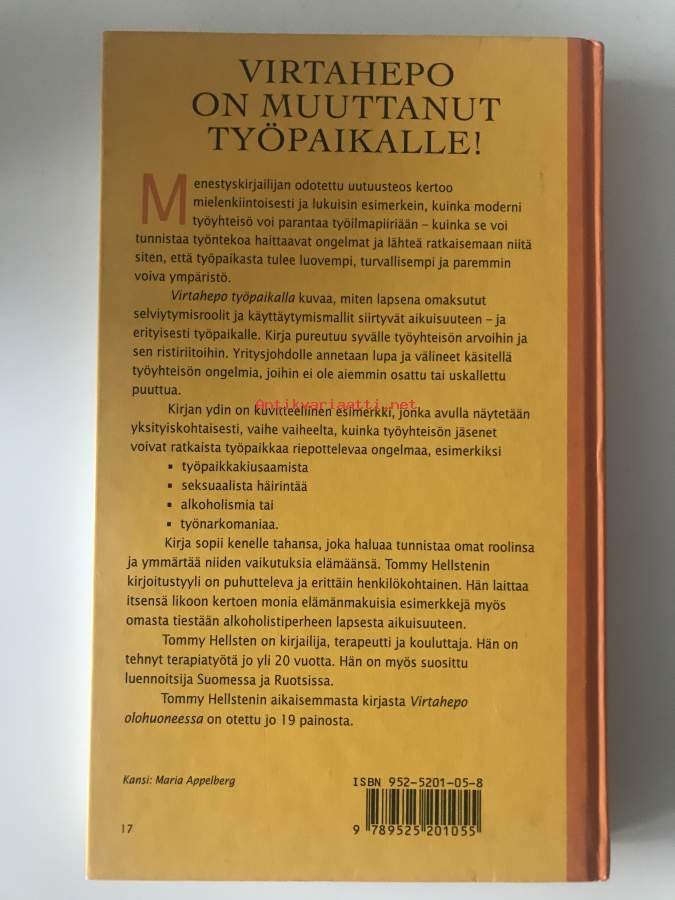 VIRTAHEPO
ON MUUTTANUT
TYÖPAIKALLE!
Menestyskirjailijan odotettu uutuusteos kertoo
mielenkiintoisesti ja lukuisin esimerkein, kuinka moderni
työyhteisö voi parantaa työilmapiiriään – kuinka se voi
tunnistaa työntekoa haittaavat ongelmat ja lähteä ratkaisemaan niitä
siten, että työpaikasta tulee luovempi, turvallisempi ja paremmin
voiva ympäristö.
Virtahepo työpaikalla kuvaa, miten lapsena omaksutut
selviytymisroolit ja käyttäytymismallit siirtyvät aikuisuuteen – ja
erityisesti työpaikalle. Kirja pureutuu syvälle työyhteisön arvoihin ja
sen ristiriitoihin. Yritysjohdolle annetaan lupa ja välineet käsitellä
työyhteisön ongelmia, joihin ei ole aiemmin osattu tai uskallettu
puuttua.
Antikvariaatti.net
Kirjan ydin on kuvitteellinen esimerkki, jonka avulla näytetään
yksityiskohtaisesti, vaihe vaiheelta, kuinka työyhteisön jäsenet
voivat ratkaista työpaikkaa riepottelevaa ongelmaa, esimerkiksi
▪ työpaikkakiusaamista
▪ seksuaalista häirintää
▪ alkoholismia tai
▪ työnarkomaniaa.
Kirja sopii kenelle tahansa, joka haluaa tunnistaa omat roolinsa
ja ymmärtää niiden vaikutuksia elämäänsä. Tommy Hellstenin
kirjoitustyyli on puhutteleva ja erittäin henkilökohtainen. Hän laittaa
itsensä likoon kertoen monia elämänmakuisia esimerkkejä myös
omasta tiestään alkoholistiperheen lapsesta aikuisuuteen.
Tommy Hellsten on kirjailija, terapeutti ja kouluttaja. Hän on
tehnyt terapiatyötä jo yli 20 vuotta. Hän on myös suosittu
luennoitsija Suomessa ja Ruotsissa.
Tommy Hellstenin aikaisemmasta kirjasta Virtahepo
olohuoneessa on otettu jo 19 painosta.
Kansi: Maria Appelberg
ISBN 952-5201-05-8
17
9 789525 201055